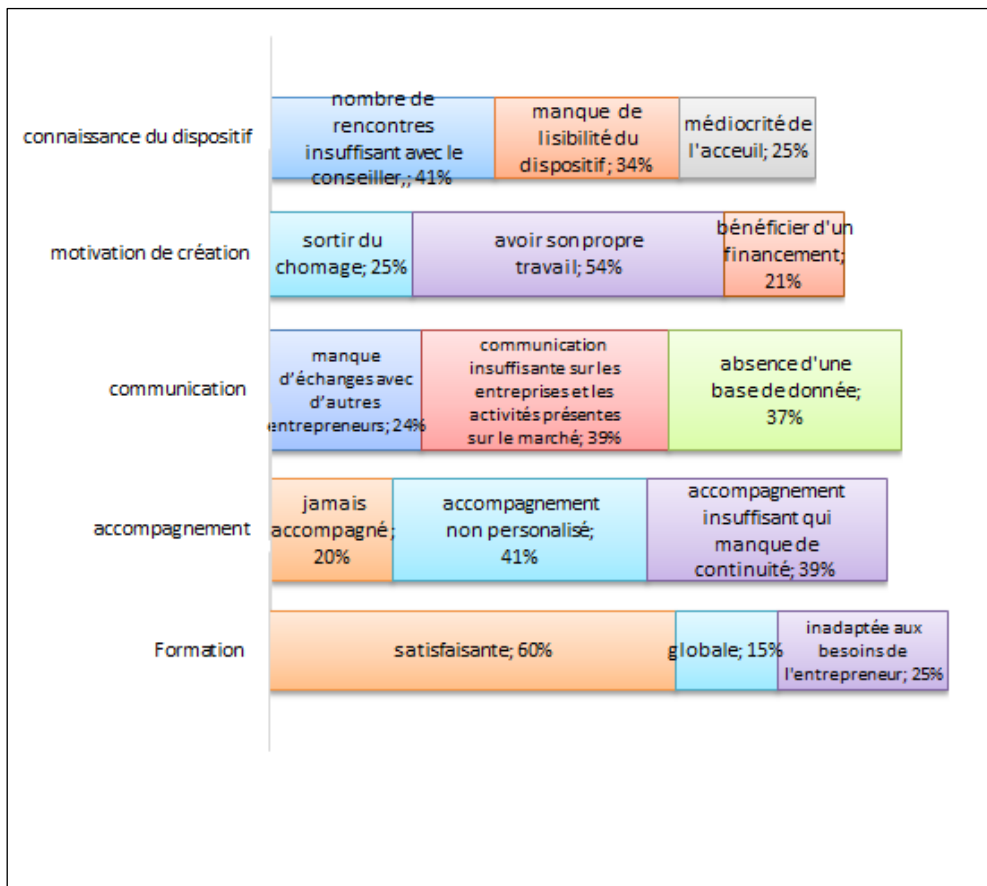 connaissance du dispositif
nombre de
rencontres
insuffisant avec le
conseiller,; 41%
manque de
lisibilité du
dispositif; 34%
médiocrité de
l'acceuil; 25%
motivation de création
sortir du
chomage; 25%
avoir son propre
travail; 54%
bénéficier d'un
financement;
21%
communication
manque
d’échanges avec
d’autres
entrepreneurs; 24%
communication
insuffisante sur les
entreprises et les
activités présentes
sur le marché; 39%
absence d'une
base de donnée;
37%
accompagnement
jamais
accompagné;
20%
accompagnement
non personalisé;
41%
accompagnement
insuffisant qui
manque de
continuité; 39%
Formation
satisfaisante; 60%
globale; 15%
inadaptée aux
besoins de
l'entrepreneur; 25%